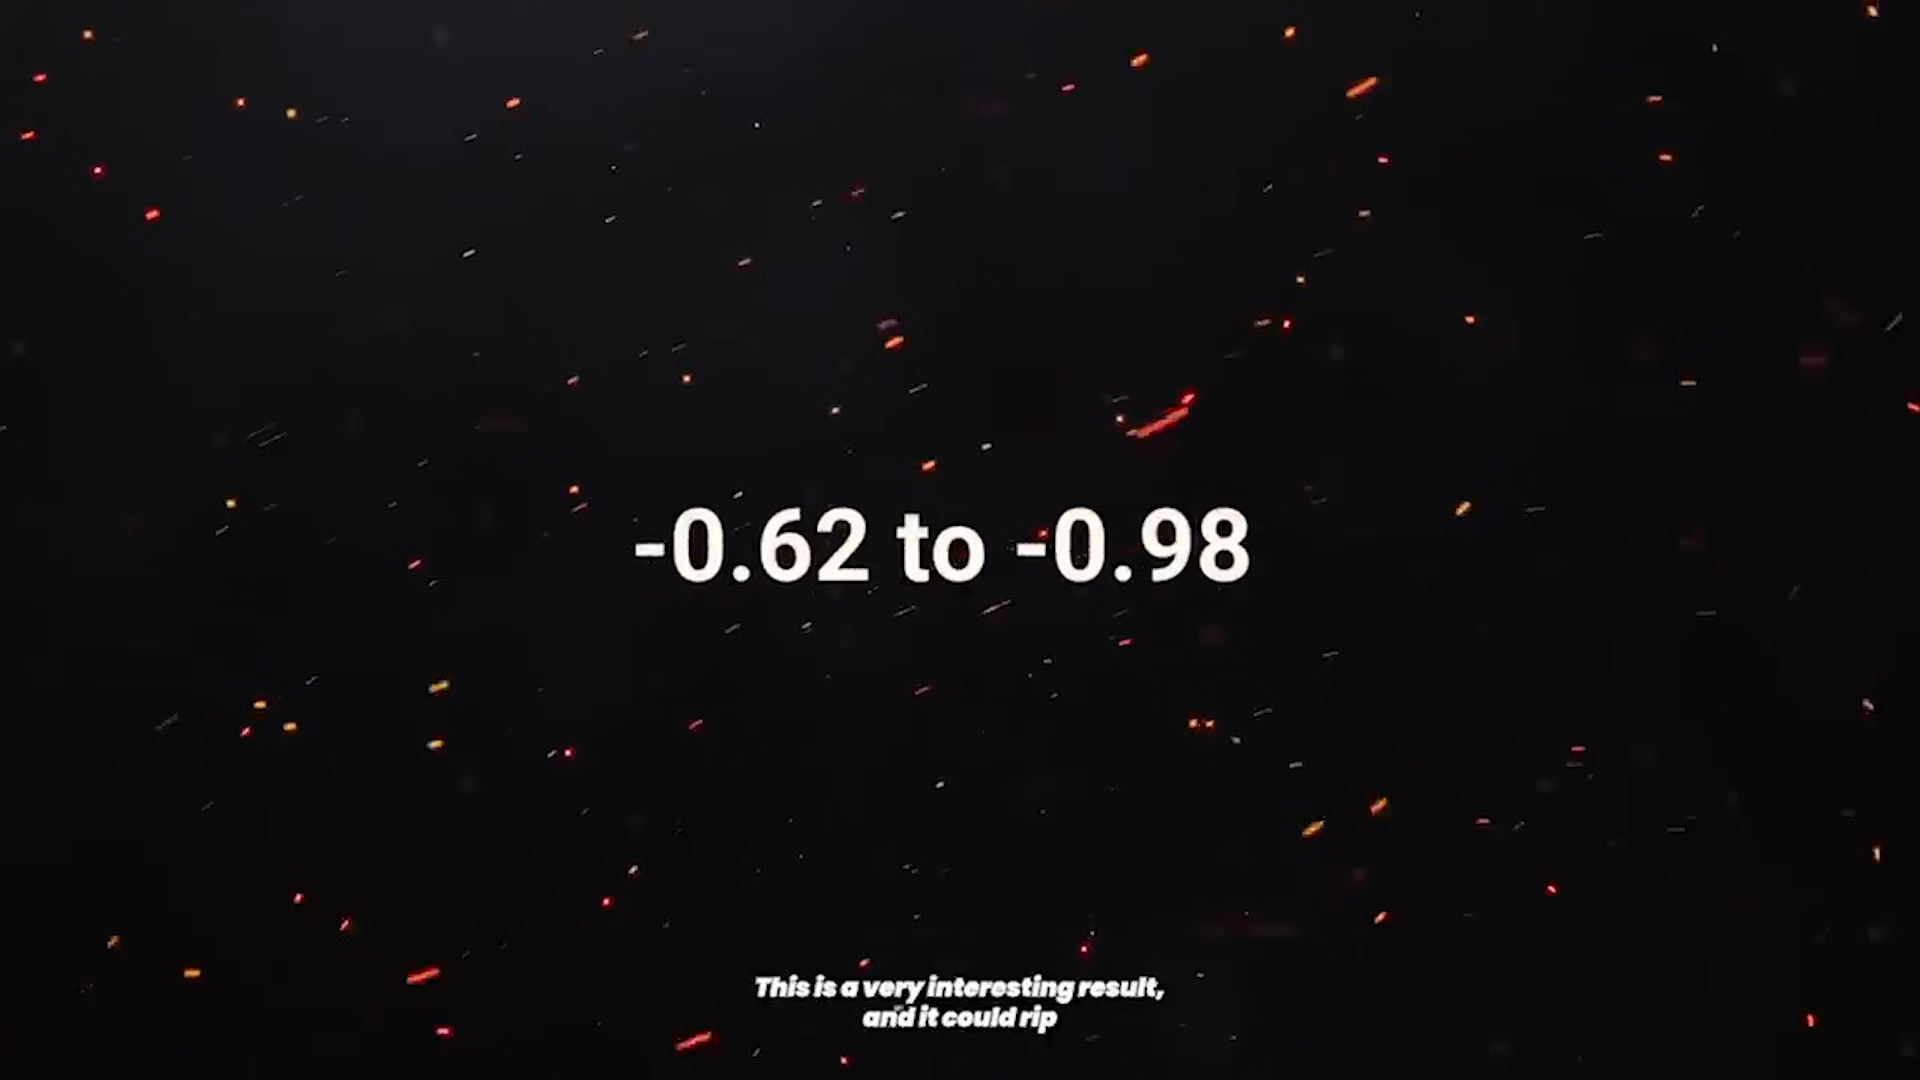 -0.62 to -0.98
This is a very interesting result,
and it could rip